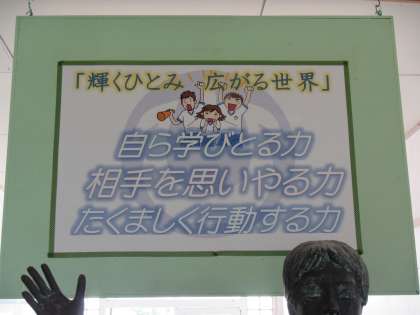 「輝くひとみ 広がる世界」
自ら学びとる力
相手を思いやる力
たくましく行動する力